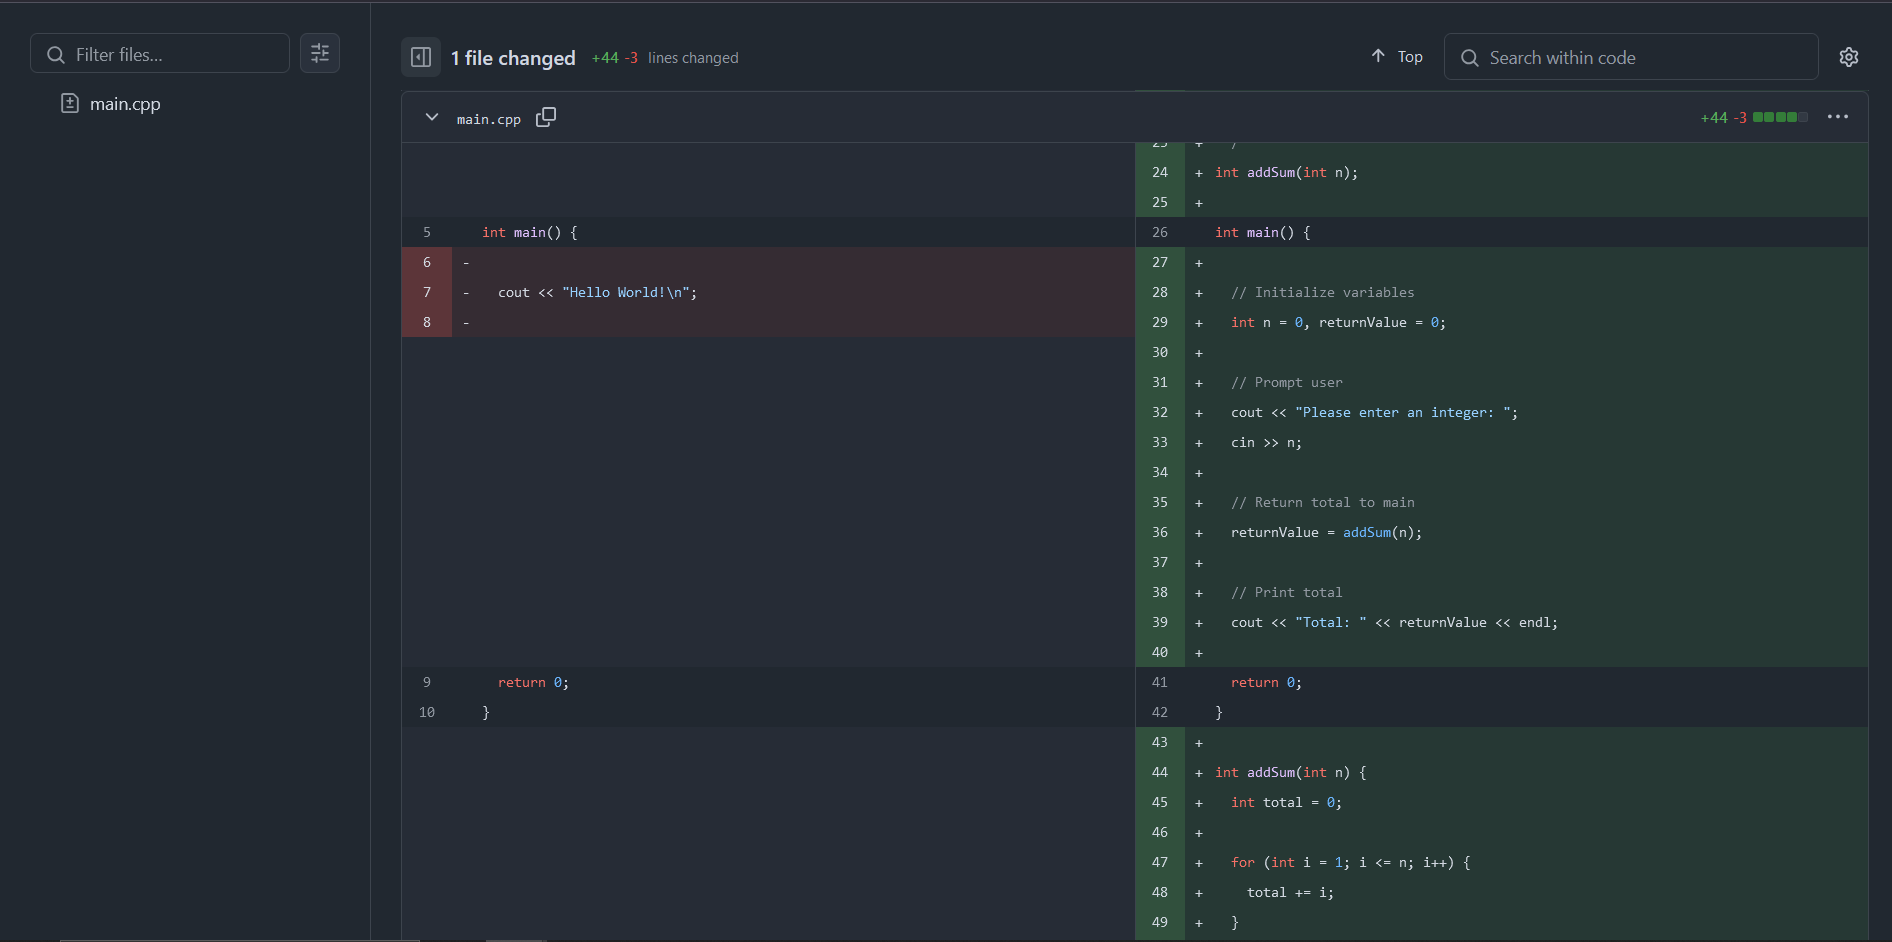 Filter files...
main.cpp
1 file changed +44 -3 lines changed
Top
Search within code
main.cpp
+44 -3
24 + int addSum(int n);
25 +
5 int main() {
26 int main() {
6 -
27 +
7 - cout << "Hello World!\n";
28 + // Initialize variables
8 -
29 + int n = 0, returnValue = 0;
30 +
31 + // Prompt user
32 + cout << "Please enter an integer: ";
33 + cin >> n;
34 +
35 + // Return total to main
36 + returnValue = addSum(n);
37 +
38 + // Print total
39 + cout << "Total: " << returnValue << endl;
40 +
9 return 0;
41 return 0;
10 }
42 }
43 +
44 + int addSum(int n) {
45 + int total = 0;
46 +
47 + for (int i = 1; i <= n; i++) {
48 + total += i;
49 + }